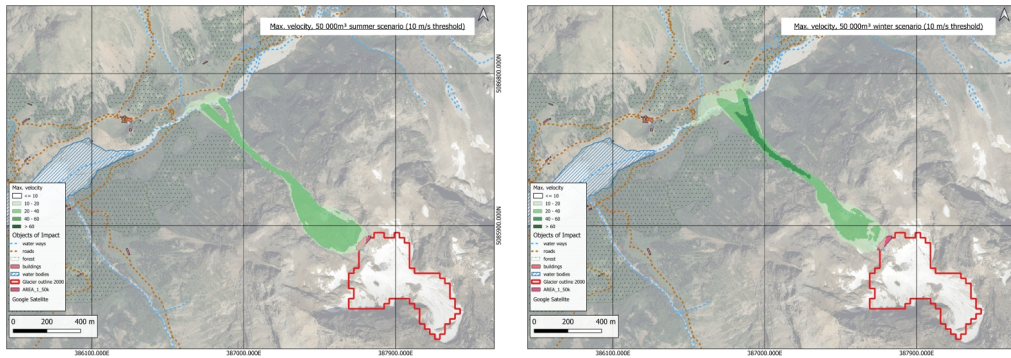 Max. velocity, 50 000m³ summer scenario (10 m/s threshold)
5086800.000N
5085900.000N
Max. velocity
<= 10
10 - 20
20 - 40
40 - 60
> 60
Objects of Impact
water ways
roads
forest
buildings
water bodies
Glacier outline 2000
AREA_1_50k
Google Satellite
0 200 400 m
386100.000E 387000.000E 387900.000E
Max. velocity, 50 000m³ winter scenario (10 m/s threshold)
5086800.000N
5085900.000N
Max. velocity
<= 10
10 - 20
20 - 40
40 - 60
> 60
Objects of Impact
water ways
roads
forest
buildings
water bodies
Glacier outline 2000
AREA_1_50k
Google Satellite
0 200 400 m
386100.000E 387000.000E 387900.000E